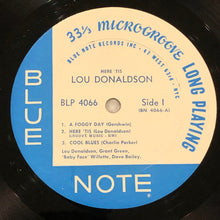 33⅓ MICROGROOVE LONG PLAYING
BLUE NOTE RECORDS INC • 47 WEST 63rd • NYC
HERE 'TIS
LOU DONALDSON
BLP 4066
Side 1
(BN 4066-A)
1. A FOGGY DAY (Gershwin)
2. HERE 'TIS (Lou Donaldson)
3. COOL BLUES (Charlie Parker)
Lou Donaldson, Grant Green,
"Baby Face" Willette, Dave Bailey,
BLUE
NOTE